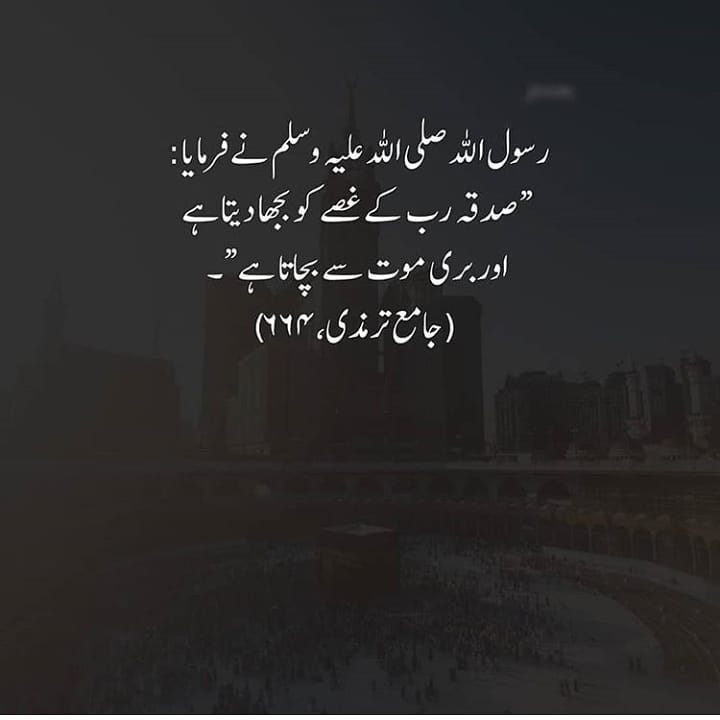 رسول اللہ صلی اللہ علیہ وسلم نے فرمایا:
”صدقہ رب کے غصے کو بجھا دیتا ہے
اور بری موت سے بچاتا ہے”۔
(جامع ترمذی، ۶۶۴)